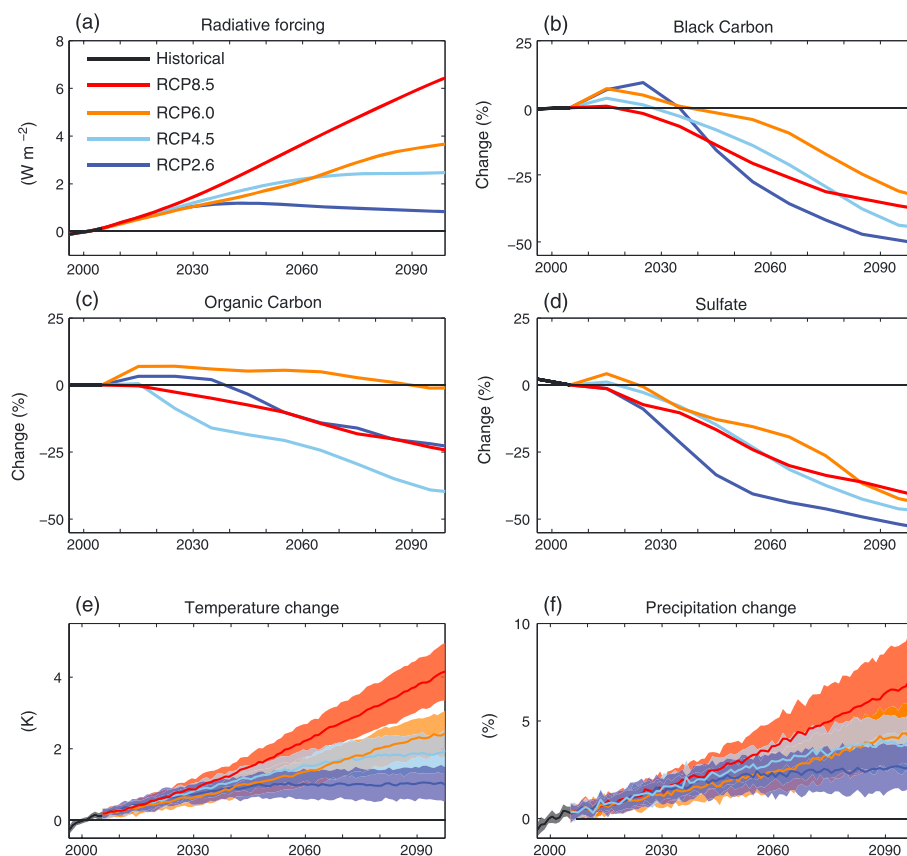 (a) Radiative forcing
8
6
4
2
0
(W m −2)
Historical
RCP8.5
RCP6.0
RCP4.5
RCP2.6
2000 2030 2060 2090
(b) Black Carbon
25
0
−25
−50
Change (%)
2000 2030 2060 2090
(c) Organic Carbon
25
0
−25
−50
Change (%)
2000 2030 2060 2090
(d) Sulfate
25
0
−25
−50
Change (%)
2000 2030 2060 2090
(e) Temperature change
4
2
0
(K)
2000 2030 2060 2090
(f) Precipitation change
10
5
0
(%)
2000 2030 2060 2090